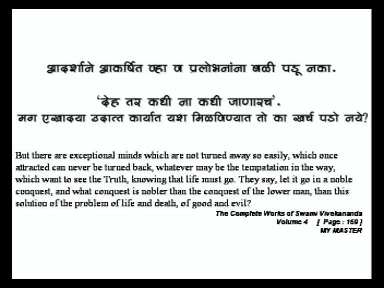 आदर्शाने आकर्षित व्हा पण प्रलोभनांना बळी पडू नका.
'देह तर कधी ना कधी जाणारच'.
मग एखादया उदात्त कार्यात यश मिळविण्यात तो का खर्च पडो नये?
But there are exceptional minds which are not turned away so easily, which once
attracted can never be turned back, whatever may be the tempatation in the way,
which want to see the Truth, knowing that life must go. They say, let it go in a noble
conquest, and what conquest is nobler than the conquest of the lower man, than this
solution of the problem of life and death, of good and evil?
The Complete Works of Swami Vivekananda
Volume 4 [ Page : 169 ]
MY MASTER